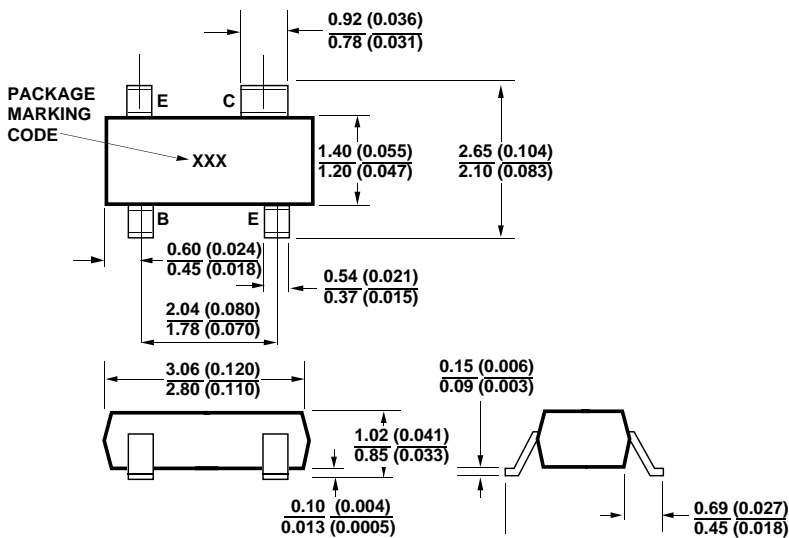 0.92 (0.036)
0.78 (0.031)
PACKAGE
MARKING
CODE
E
C
XXX
1.40 (0.055)
1.20 (0.047)
2.65 (0.104)
2.10 (0.083)
B
E
0.60 (0.024)
0.45 (0.018)
0.54 (0.021)
0.37 (0.015)
2.04 (0.080)
1.78 (0.070)
3.06 (0.120)
2.80 (0.110)
0.15 (0.006)
0.09 (0.003)
1.02 (0.041)
0.85 (0.033)
0.10 (0.004)
0.013 (0.0005)
0.69 (0.027)
0.45 (0.018)